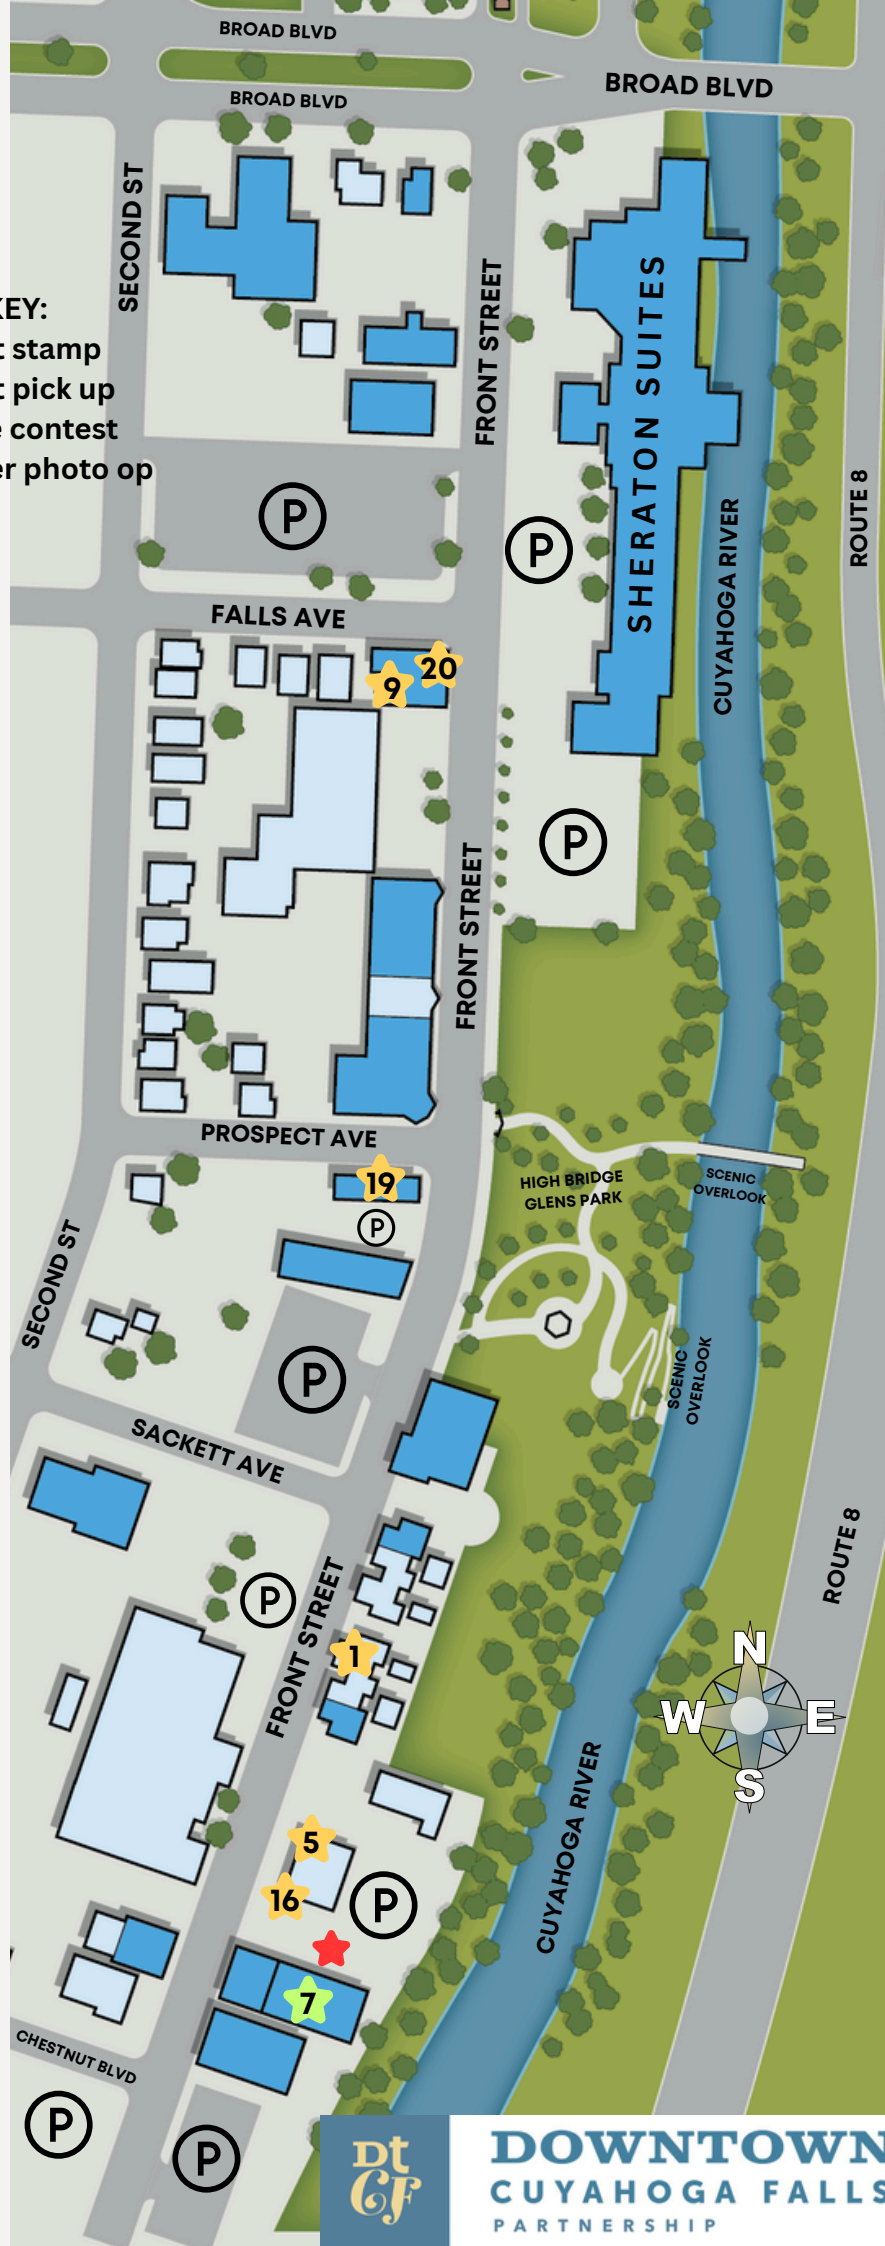 BROAD BLVD
BROAD BLVD
BROAD BLVD
SECOND ST
FRONT STREET
SHERATON SUITES
KEY:
t stamp
t pick up
e contest
er photo op
P
P
CUYAHOGA RIVER
ROUTE 8
FALLS AVE
20
9
P
FRONT STREET
PROSPECT AVE
HIGH BRIDGE
GLENS PARK
SCENIC
OVERLOOK
19
P
SECOND ST
P
SCENIC
OVERLOOK
SACKETT AVE
FRONT STREET
P
1
ROUTE 8
N
W
E
S
CUYAHOGA RIVER
5
16
P
7
CHESTNUT BLVD
P
P
Dt
CF
DOWNTOWN
CUYAHOGA FALLS
PARTNERSHIP